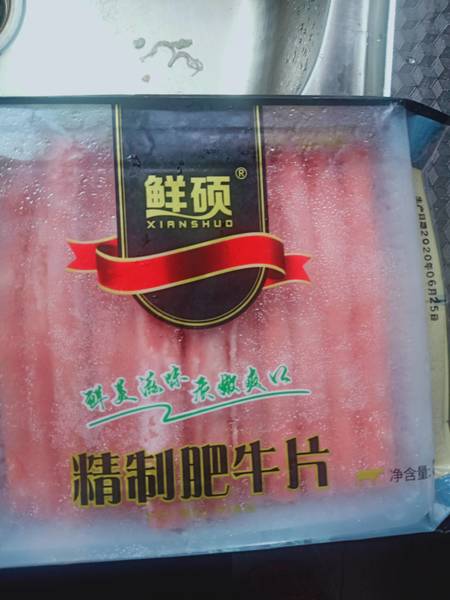 鲜硕®
XIANSHUO
生产日期2020年06月25日
鲜美滋味 柔嫩爽口
精制肥牛片
净含量: